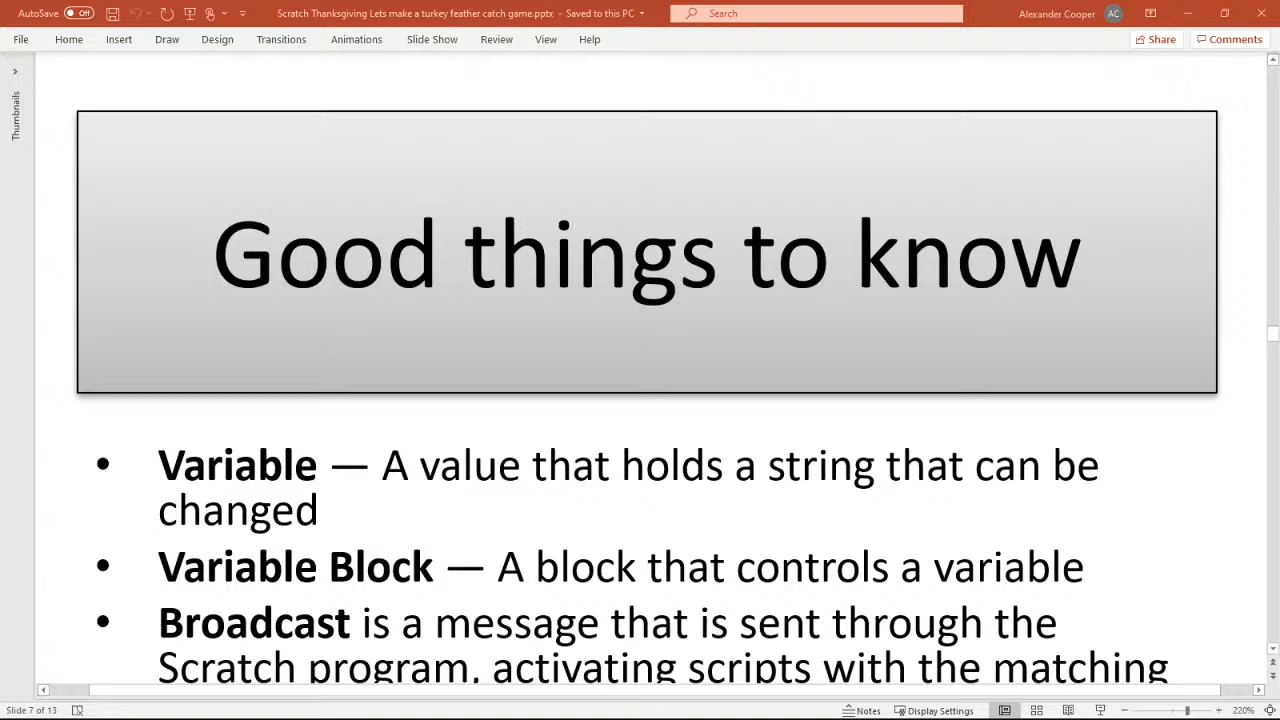 AutoSave Off Scratch Thanksgiving Lets make a turkey feather catch game.pptx - Saved to this PC Search Alexander Cooper AC
File Home Insert Draw Design Transitions Animations Slide Show Review View Help Share Comments
Thumbnails
Good things to know
• Variable — A value that holds a string that can be
changed
• Variable Block — A block that controls a variable
• Broadcast is a message that is sent through the
Scratch program, activating scripts with the matching
Slide 7 of 13 Notes Display Settings 220%